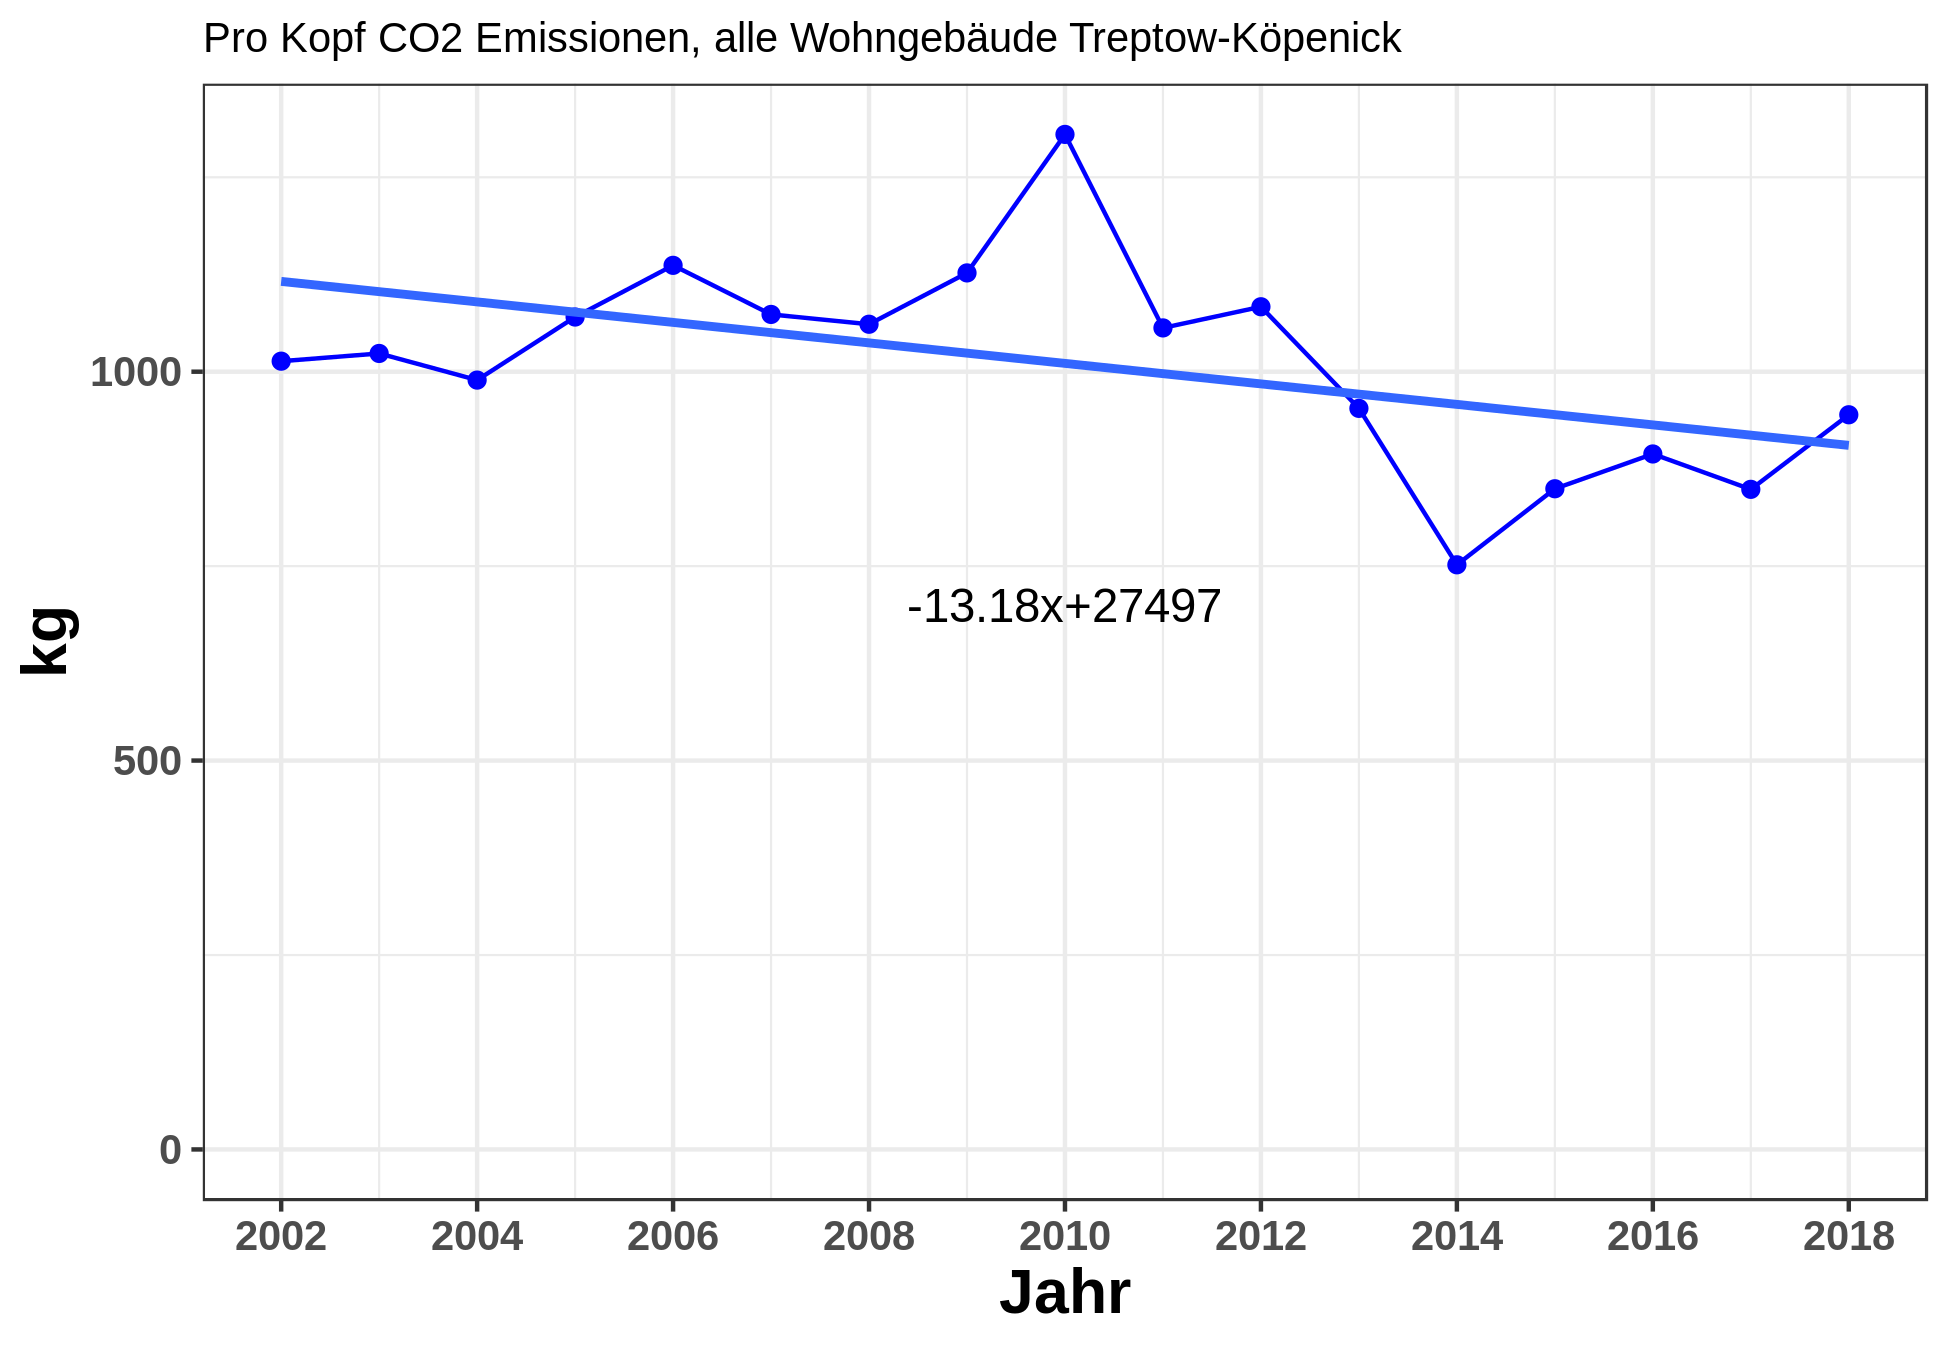 Pro Kopf CO2 Emissionen, alle Wohngebäude Treptow-Köpenick
1000
500
0
kg
-13.18x+27497
2002 2004 2006 2008 2010 2012 2014 2016 2018
Jahr